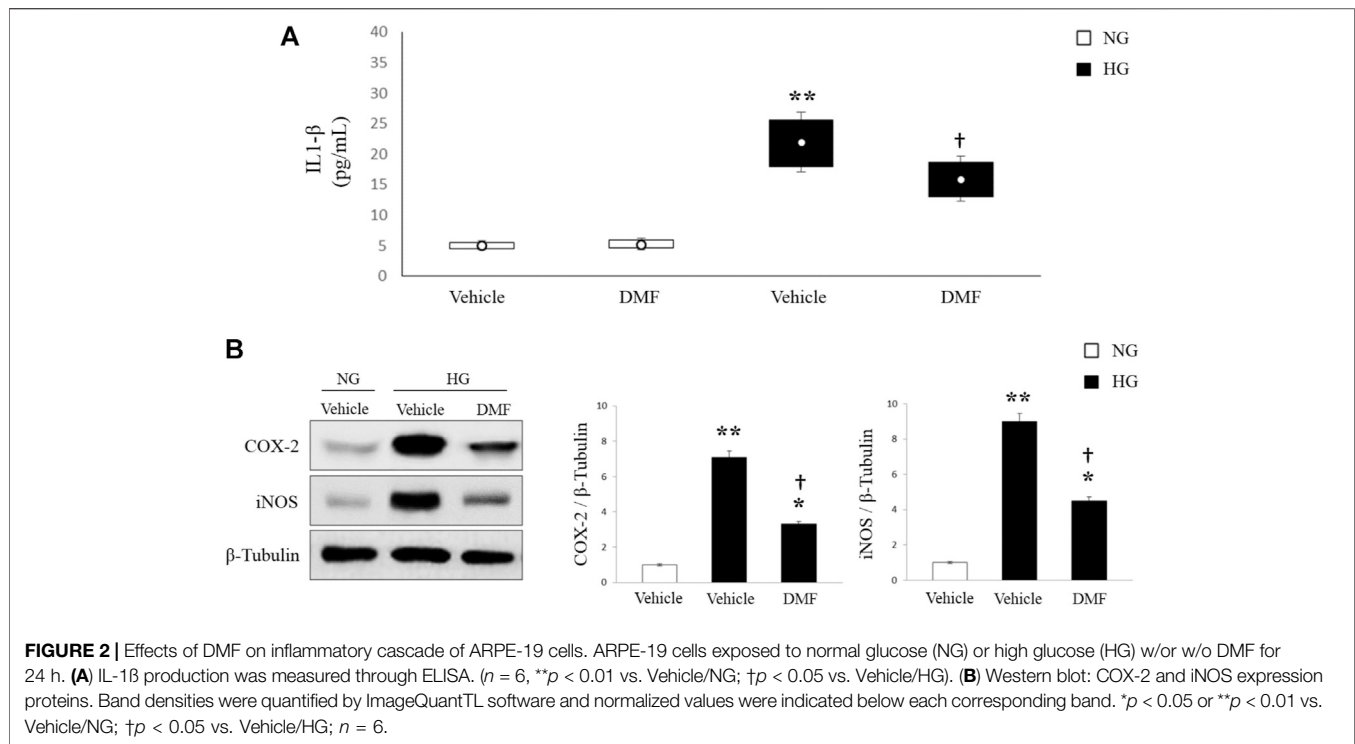 A
40
35
30
25
20
15
10
5
0
IL1-β
(pg/mL)
NG
HG
**
†
Vehicle
DMF
Vehicle
DMF
B
NG
HG
NG
HG
Vehicle
Vehicle
DMF
COX-2
iNOS
β-Tubulin
COX-2 / β-Tubulin
10
8
6
4
2
0
**
†
*
Vehicle
Vehicle
DMF
iNOS / β-Tubulin
10
8
6
4
2
0
**
†
*
Vehicle
Vehicle
DMF
FIGURE 2 | Effects of DMF on inflammatory cascade of ARPE-19 cells. ARPE-19 cells exposed to normal glucose (NG) or high glucose (HG) w/or w/o DMF for
24 h. (A) IL-1ß production was measured through ELISA. (n = 6, **p < 0.01 vs. Vehicle/NG; †p < 0.05 vs. Vehicle/HG). (B) Western blot: COX-2 and iNOS expression
proteins. Band densities were quantified by ImageQuantTL software and normalized values were indicated below each corresponding band. *p < 0.05 or **p < 0.01 vs.
Vehicle/NG; †p < 0.05 vs. Vehicle/HG; n = 6.